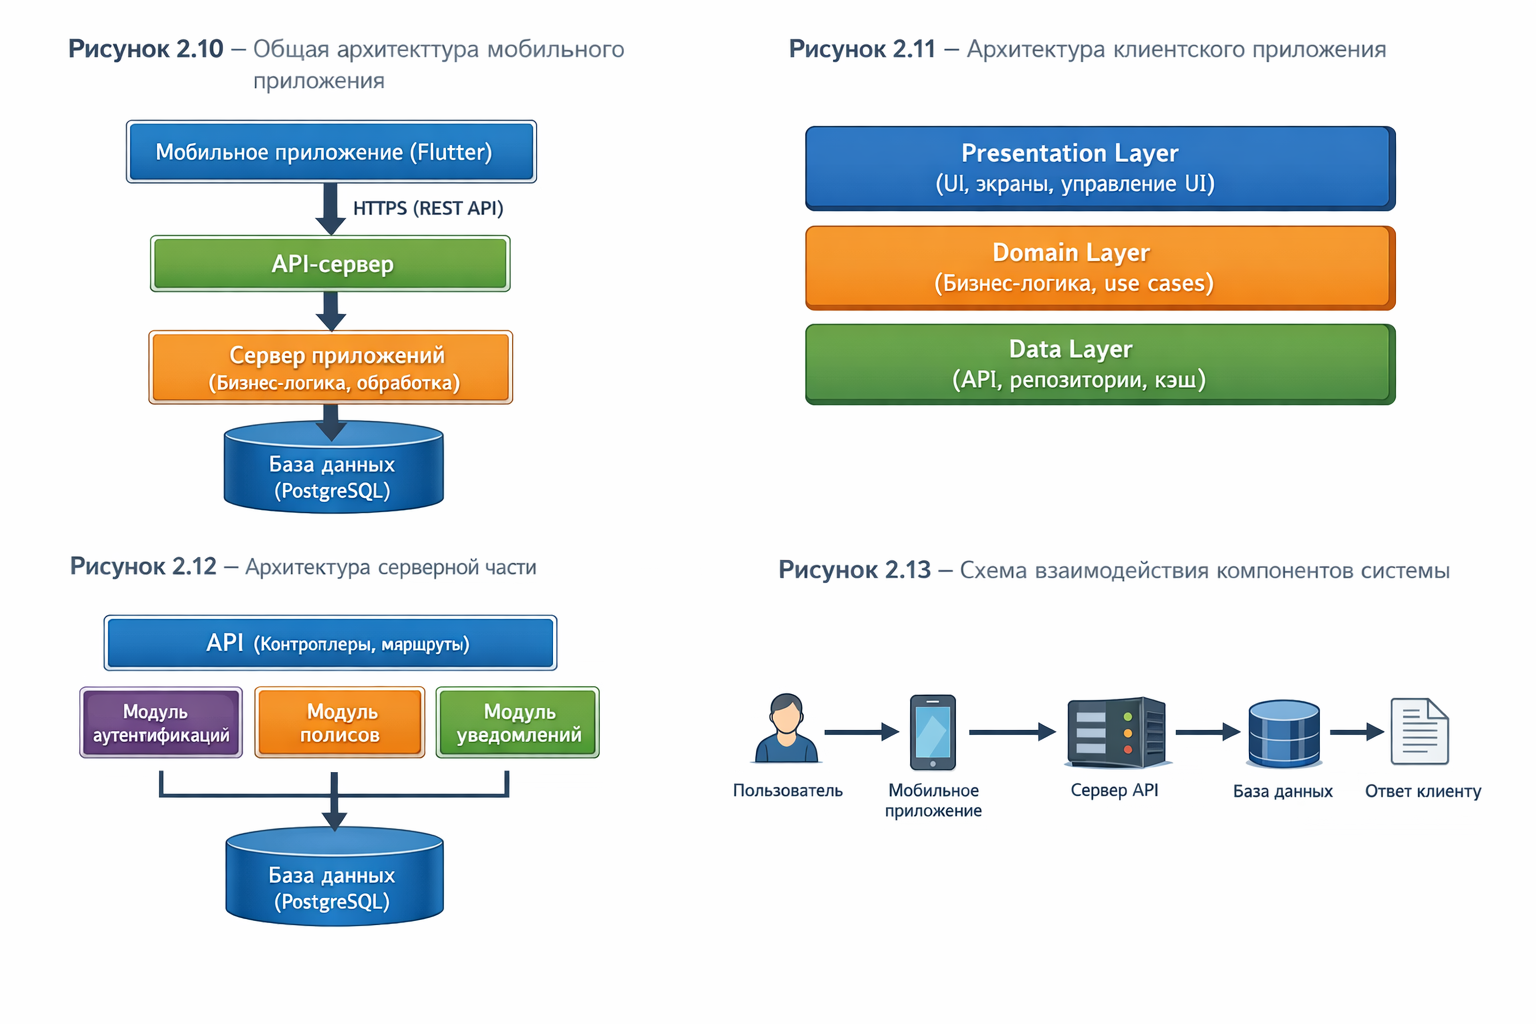 Рисунок 2.10 – Общая архитекттура мобильного
приложения
Мобильное приложение (Flutter)
HTTPS (REST API)
API-сервер
Сервер приложений
(Бизнес-логика, обработка)
База данных
(PostgreSQL)
Рисунок 2.11 – Архитектура клиентского приложения
Presentation Layer
(UI, экраны, управление UI)
Domain Layer
(Бизнес-логика, use cases)
Data Layer
(API, репозитории, кэш)
Рисунок 2.12 – Архитектура серверной части
API (Контроплеры, маршруты)
Модуль
аутентификаций
Модуль
полисов
Модуль
уведомлений
База данных
(PostgreSQL)
Рисунок 2.13 – Схема взаимодействия компонентов системы
Пользователь
Мобильное
приложение
Сервер API
База данных
Ответ клиенту